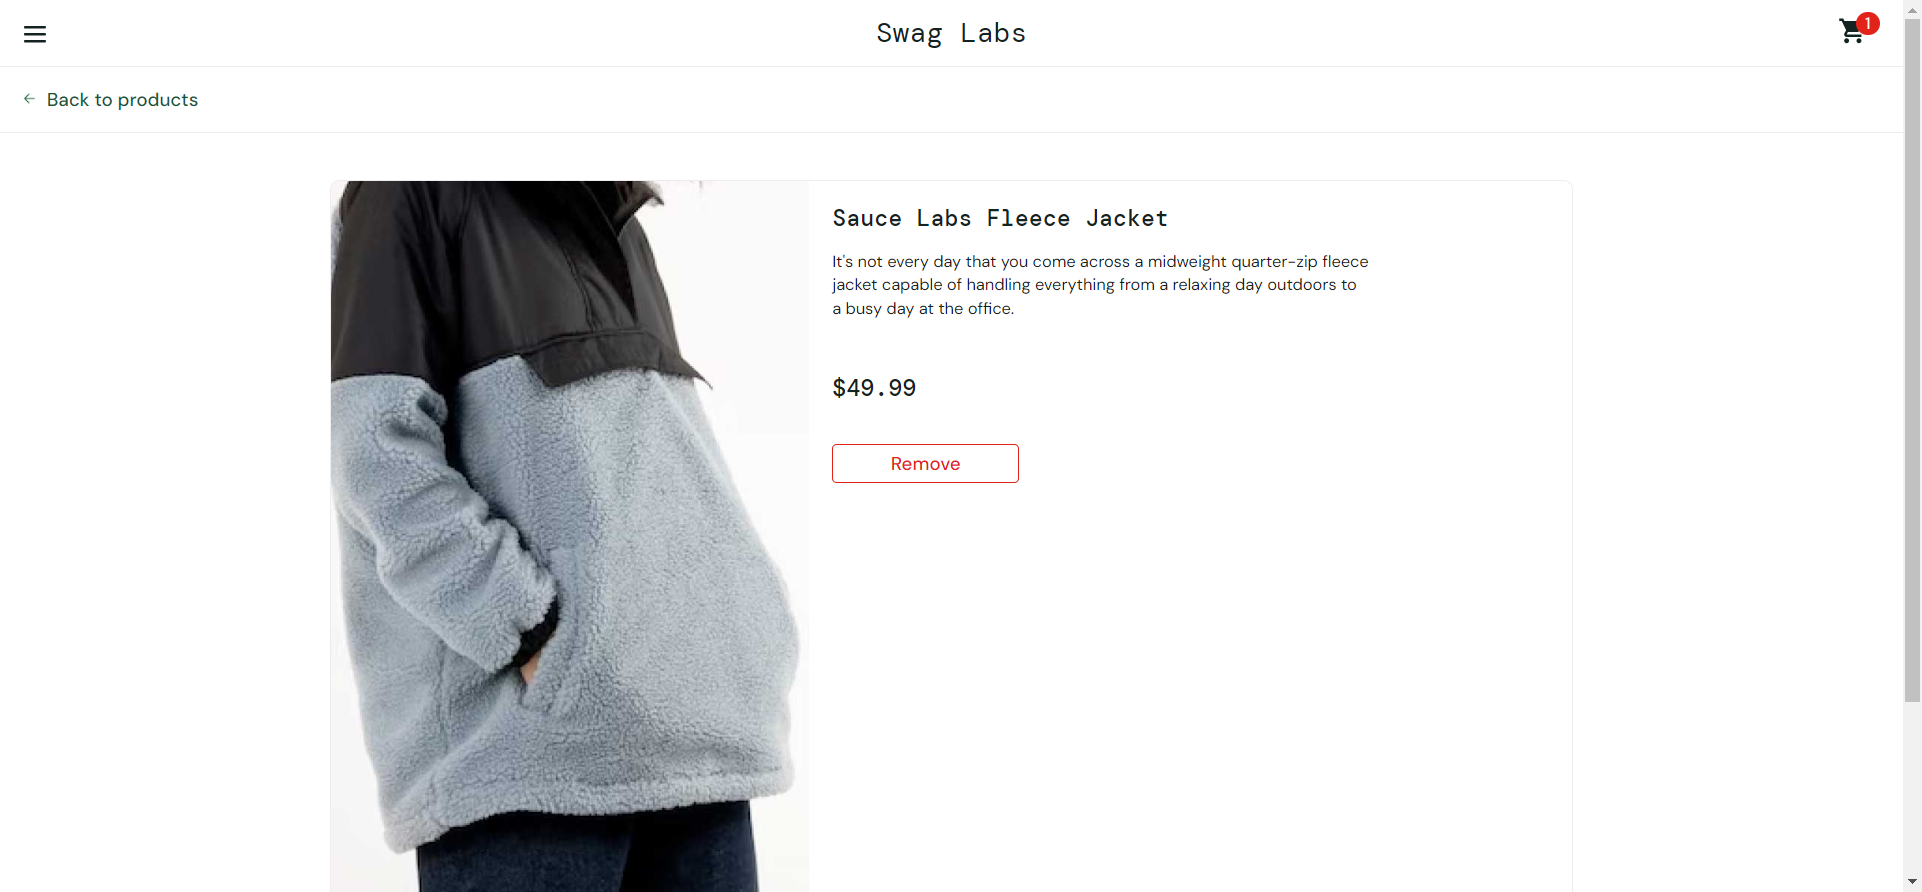 Swag Labs
1
Back to products
Sauce Labs Fleece Jacket
It's not every day that you come across a midweight quarter-zip fleece
jacket capable of handling everything from a relaxing day outdoors to
a busy day at the office.
$49.99
Remove